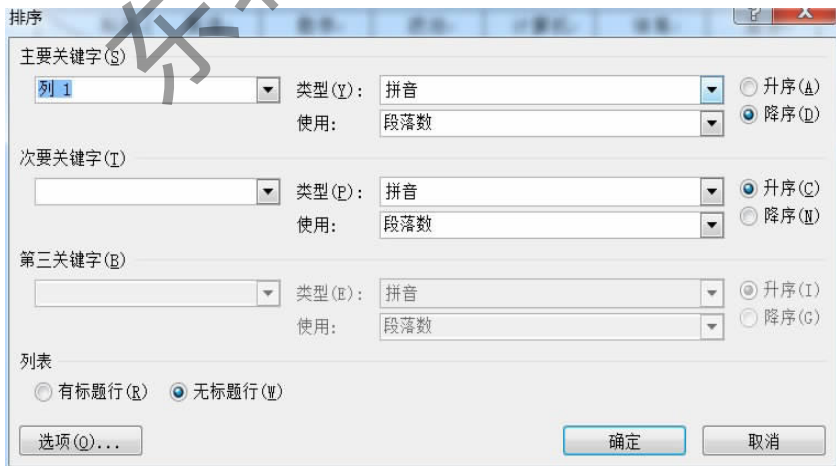 排序
主要关键字(S)
列 1 类型(Y): 拼音 升序(A)
使用: 段落数 降序(D)
次要关键字(T)
类型(P): 拼音 升序(C)
使用: 段落数 降序(N)
第三关键字(B)
类型(E): 拼音 升序(I)
使用: 段落数 降序(G)
列表
有标题行(R) 无标题行(W)
选项(O)... 确定 取消